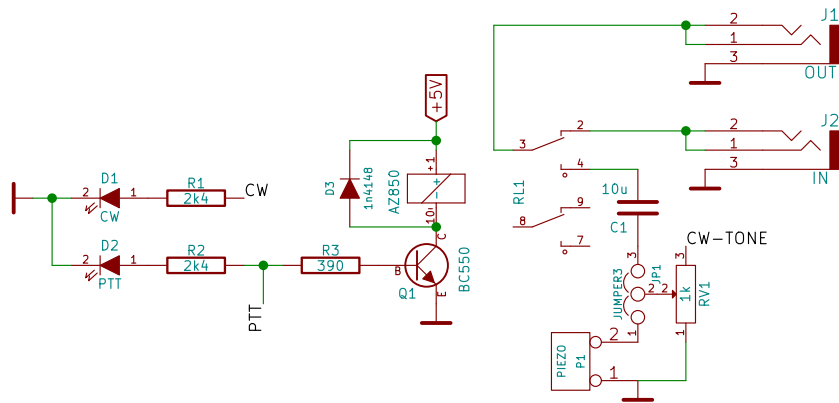 J1
2
1
3
OUT
+5V
J2
2
1
3
IN
3
2
4
9
8
7
RL1
10u
C1
D3
1n4148
AZ850
+1
+
-
10
D1
2
1
CW
R1
2k4
CW
D2
2
1
PTT
R2
2k4
PTT
R3
390
B
C
E
Q1
BC550
CW-TONE
3
JP1
JUMPER3
2
2
1
3
1k
RV1
1
PIEZO
P1
2
1